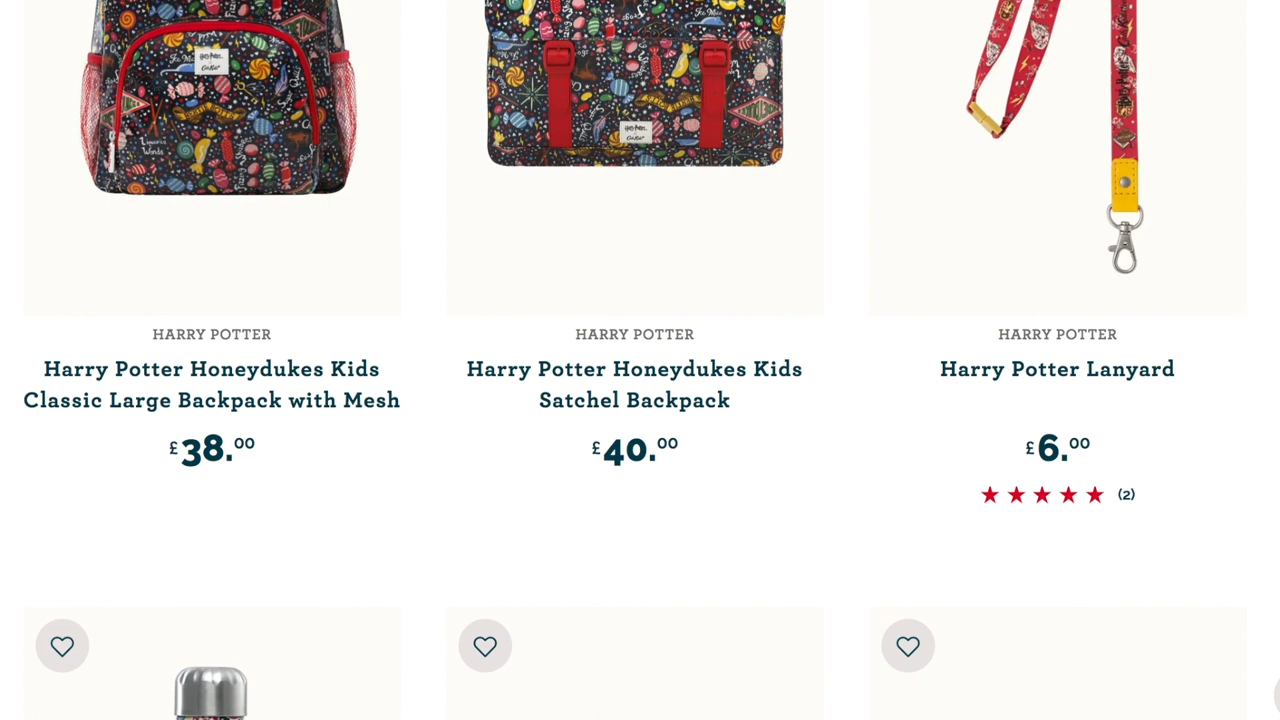 HARRY POTTER
Harry Potter Honeydukes Kids
Classic Large Backpack with Mesh
£38.00
HARRY POTTER
Harry Potter Honeydukes Kids
Satchel Backpack
£40.00
HARRY POTTER
Harry Potter Lanyard
£6.00
(2)